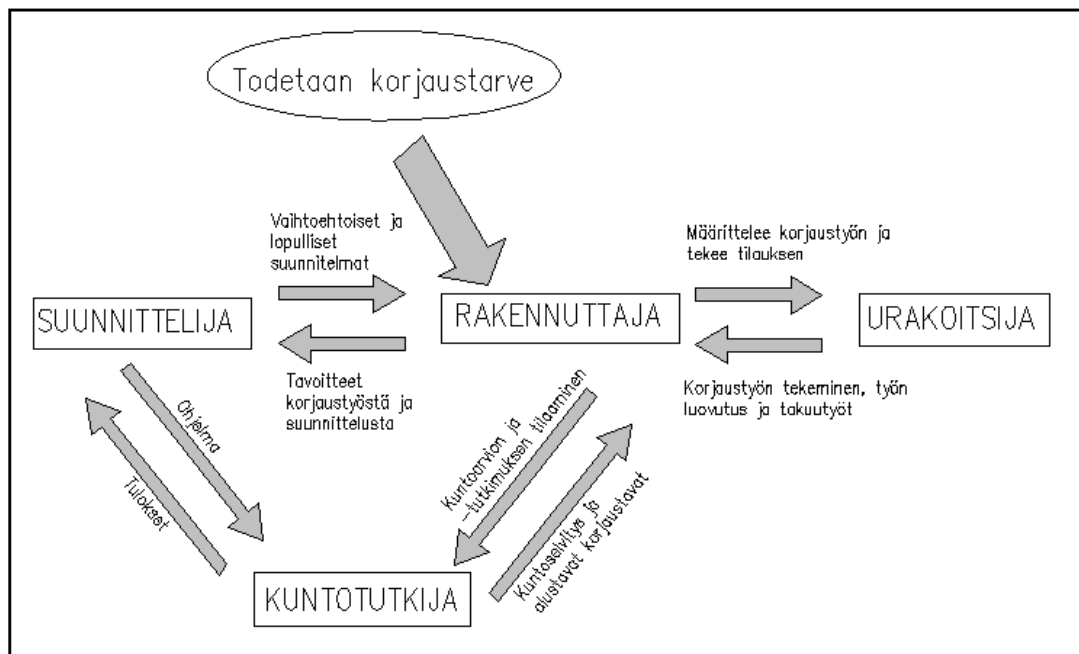 Todetaan korjaustarve
Vaihtoehtoiset ja
lopulliset
suunnitelmat
Määrittelee korjaustyön ja
tekee tilauksen
SUUNNITTELIJA
RAKENNUTTAJA
URAKOITSIJA
Tavoitteet
korjaustyöstä ja
suunnittelusta
Korjaustyön tekeminen, työn
luovutus ja takuutyöt
Ohjelma
Tulokset
Kuntoarvion ja
-tutkimuksen tilaaminen
Kuntoselvitys ja
alustavat korjaustavat
KUNTOTUTKIJA